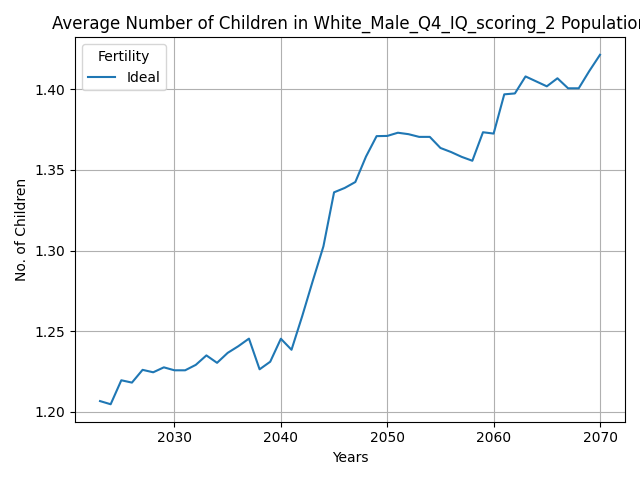 Average Number of Children in White_Male_Q4_IQ_scoring_2 Population
Fertility
Ideal
No. of Children
1.40
1.35
1.30
1.25
1.20
2030 2040 2050 2060 2070
Years